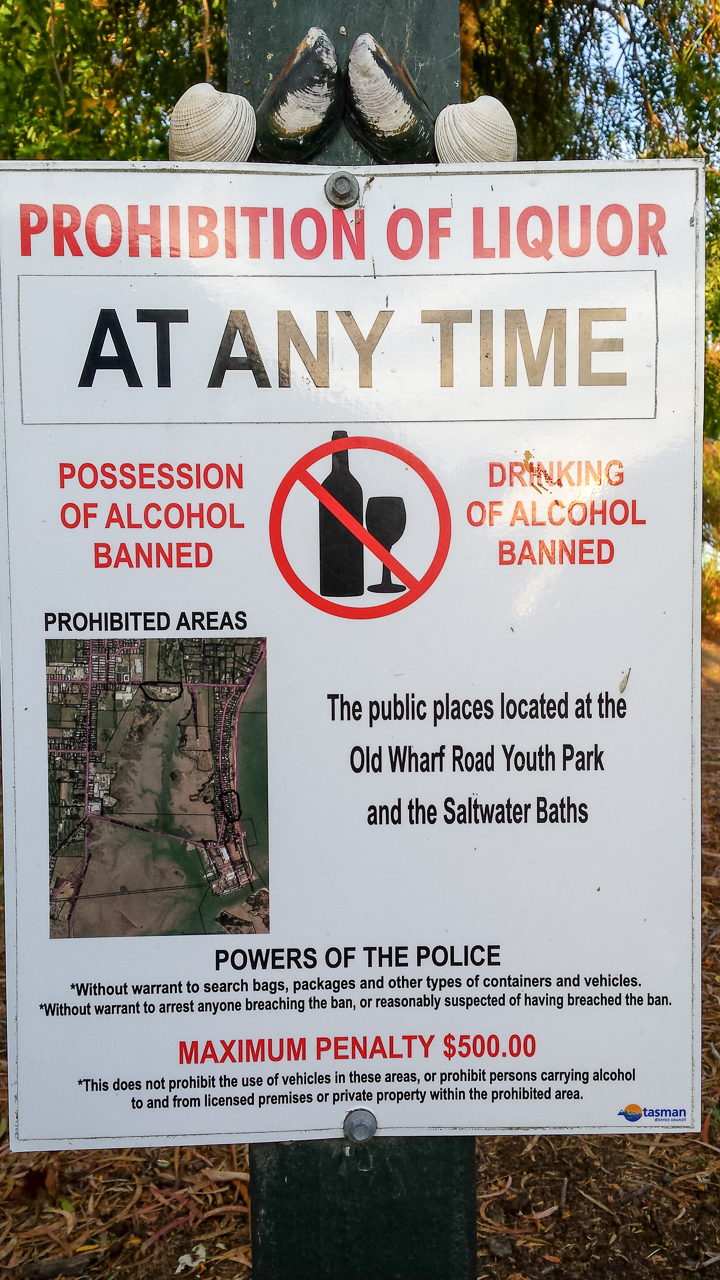 PROHIBITION OF LIQUOR
AT ANY TIME
POSSESSION
OF ALCOHOL
BANNED
DRINKING
OF ALCOHOL
BANNED
PROHIBITED AREAS
The public places located at the
Old Wharf Road Youth Park
and the Saltwater Baths
POWERS OF THE POLICE
*Without warrant to search bags, packages and other types of containers and vehicles.
*Without warrant to arrest anyone breaching the ban, or reasonably suspected of having breached the ban.
MAXIMUM PENALTY $500.00
*This does not prohibit the use of vehicles in these areas, or prohibit persons carrying alcohol
to and from licensed premises or private property within the prohibited area.
tasman
district council